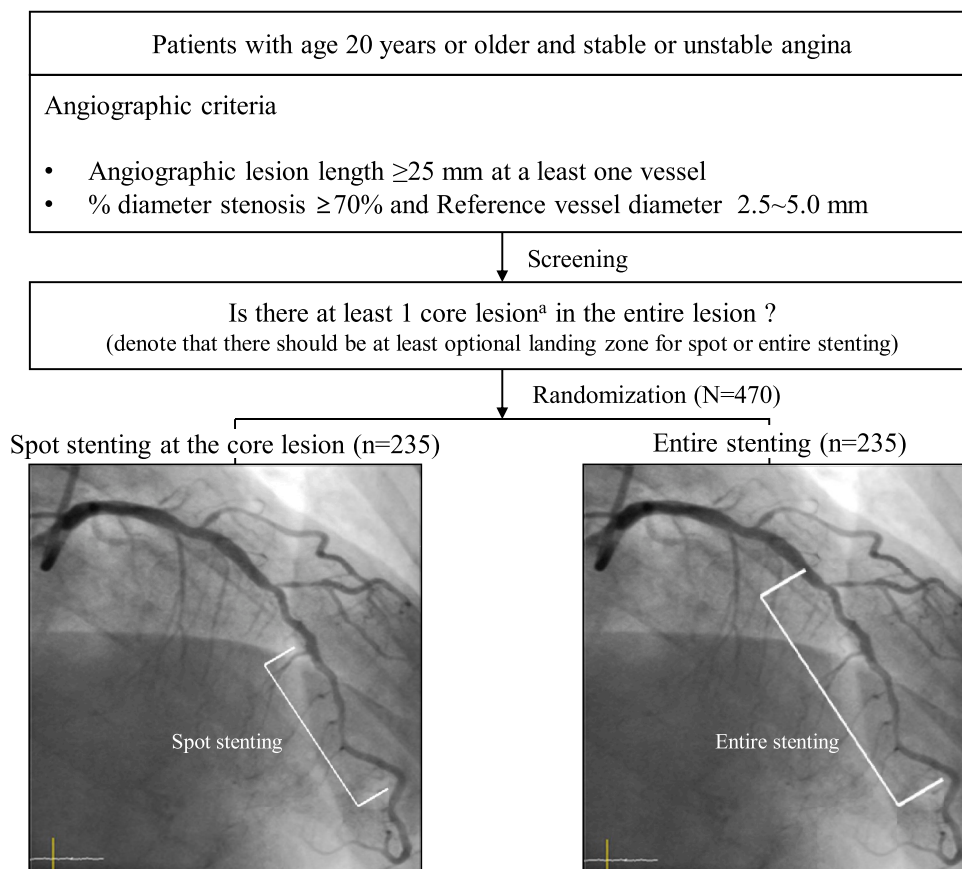 Patients with age 20 years or older and stable or unstable angina
Angiographic criteria
• Angiographic lesion length ≥25 mm at a least one vessel
• % diameter stenosis ≥70% and Reference vessel diameter 2.5~5.0 mm
Screening
Is there at least 1 core lesionᵃ in the entire lesion ?
(denote that there should be at least optional landing zone for spot or entire stenting)
Randomization (N=470)
Spot stenting at the core lesion (n=235)
Entire stenting (n=235)
Spot stenting
Entire stenting